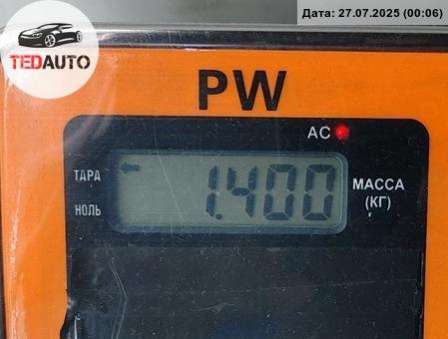 Дата: 27.07.2025 (00:06)
TEDAUTO
PW
AC
ТАРА
НОЛЬ
1.400
МАССА
(КГ)